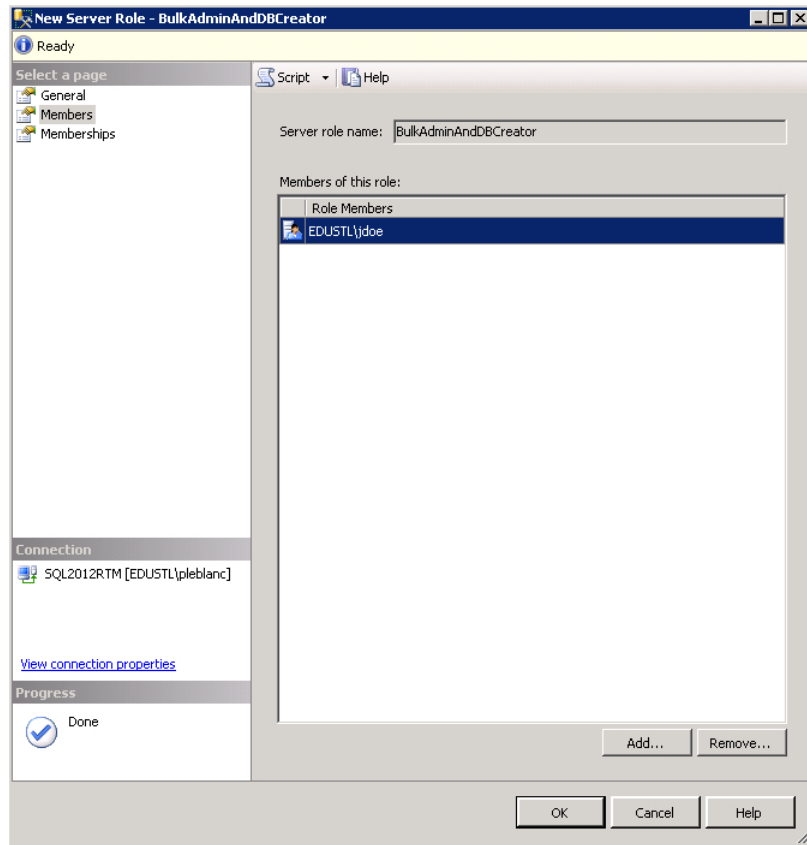 New Server Role - BulkAdminAndDBCreator
Ready
Select a page
General
Members
Memberships
Script Help
Server role name: BulkAdminAndDBCreator
Members of this role:
Role Members
EDUSTL\jdoe
Connection
SQL2012RTM [EDUSTL\pleblanc]
View connection properties
Progress
Done
Add... Remove...
OK Cancel Help